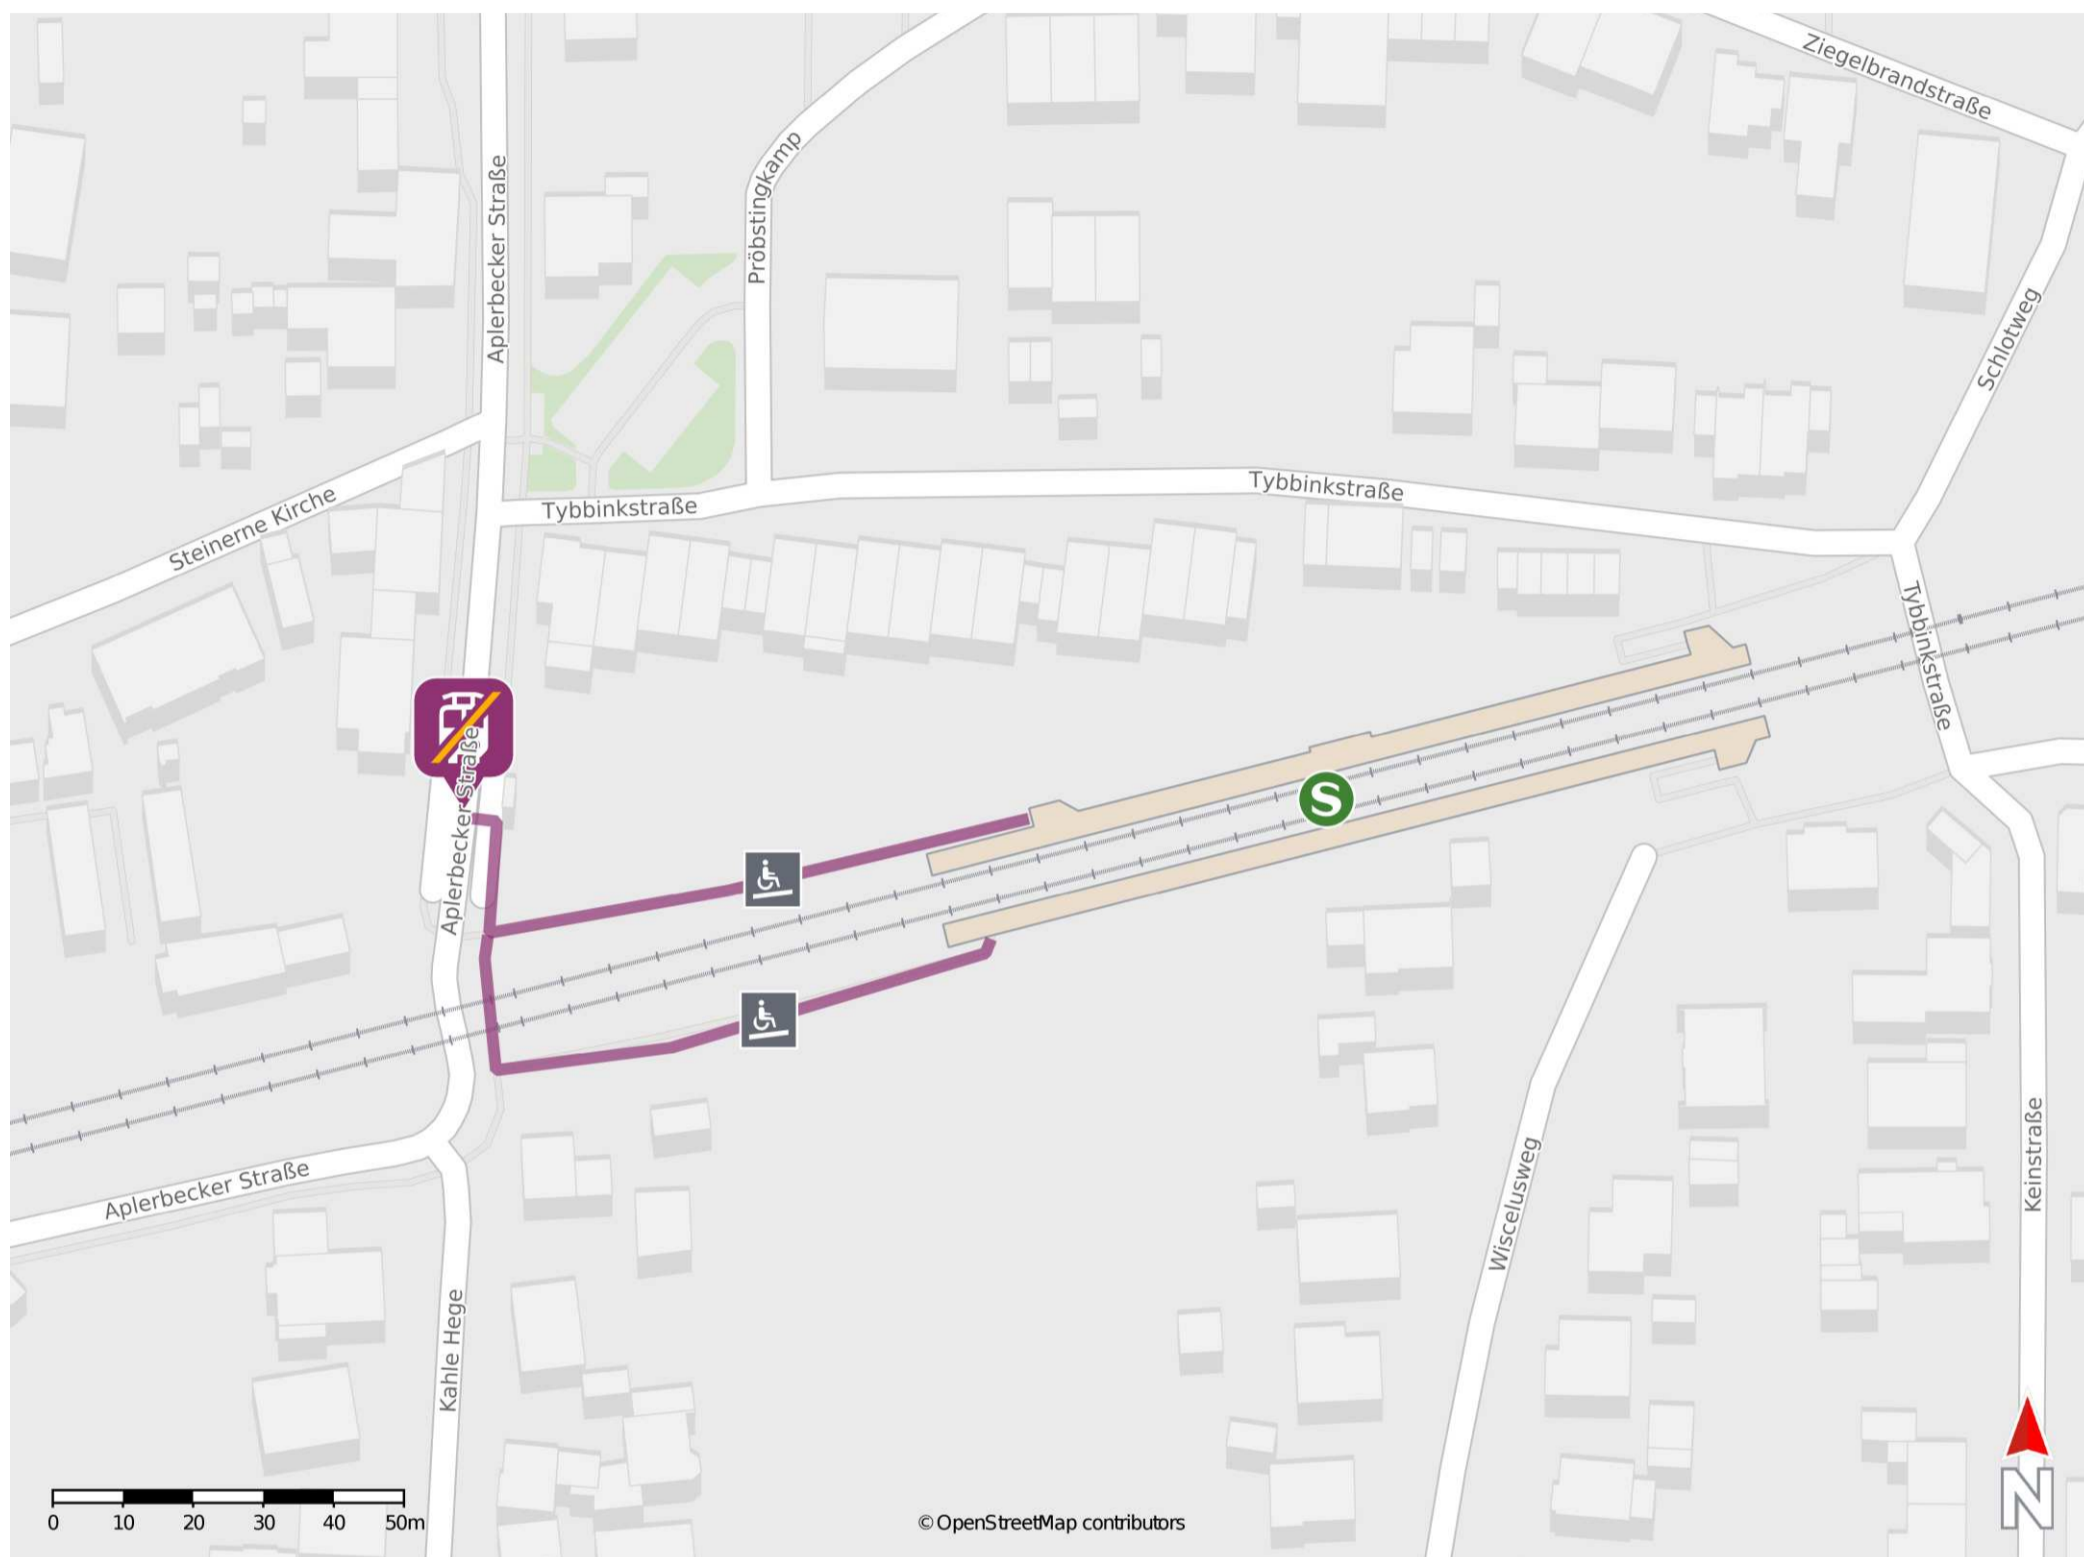 Ziegelbrandstraße
Aplerbecker Straße
Pröbstingkamp
Schlotweg
Steinerne Kirche
Tybbinkstraße
Tybbinkstraße
Tybbinkstraße
Aplerbecker Straße
S
Aplerbecker Straße
Kahle Hege
Wiscelusweg
Keinstraße
0 10 20 30 40 50m
© OpenStreetMap contributors
N